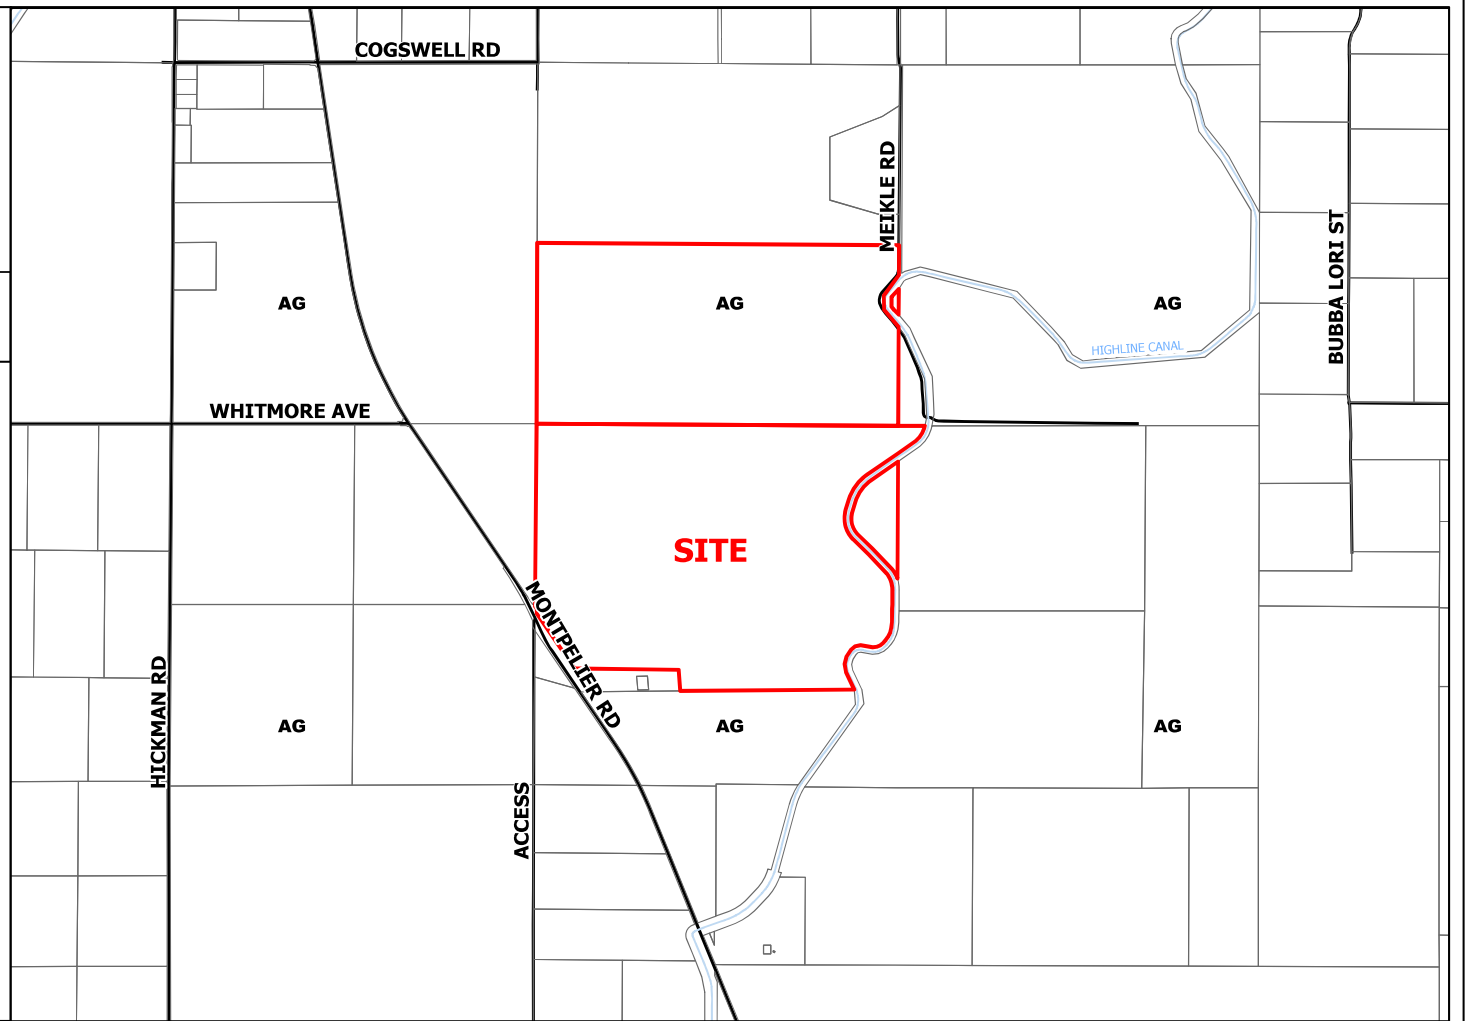 COGSWELL RD
MEIKLE RD
BUBBA LORI ST
AG
AG
AG
HIGHLINE CANAL
WHITMORE AVE
SITE
MONTPELIER RD
HICKMAN RD
AG
AG
AG
ACCESS